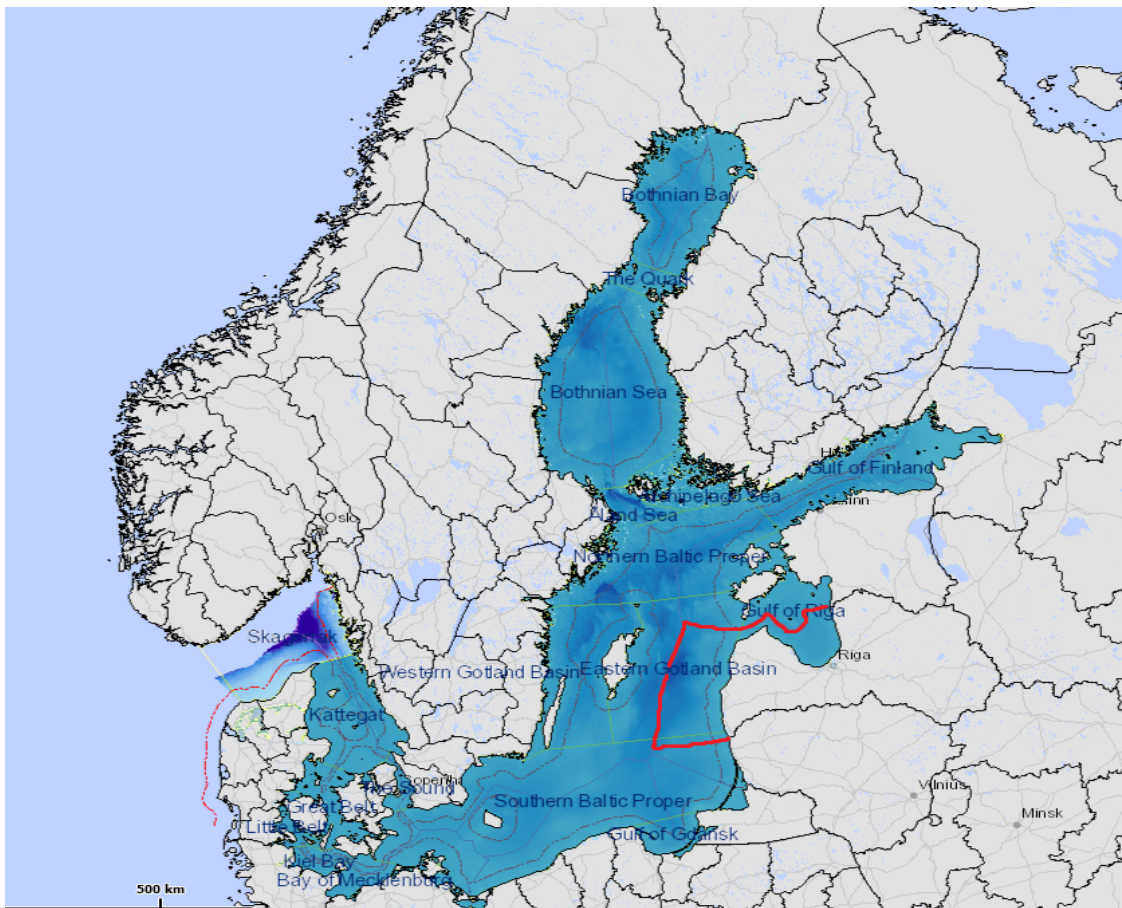 Bothnian Bay
The Quark
Bothnian Sea
Gulf of Finland
Archipelago Sea
Åland Sea
Oslo
Northern Baltic Proper
Gulf of Riga
Skagerrak
Riga
Western Gotland Basin
Eastern Gotland Basin
Kattegat
The Sound
Vilnius
Southern Baltic Proper
Great Belt
Minsk
Little Belt
Gulf of Gdansk
Kiel Bay
Bay of Mecklenburg
500 km